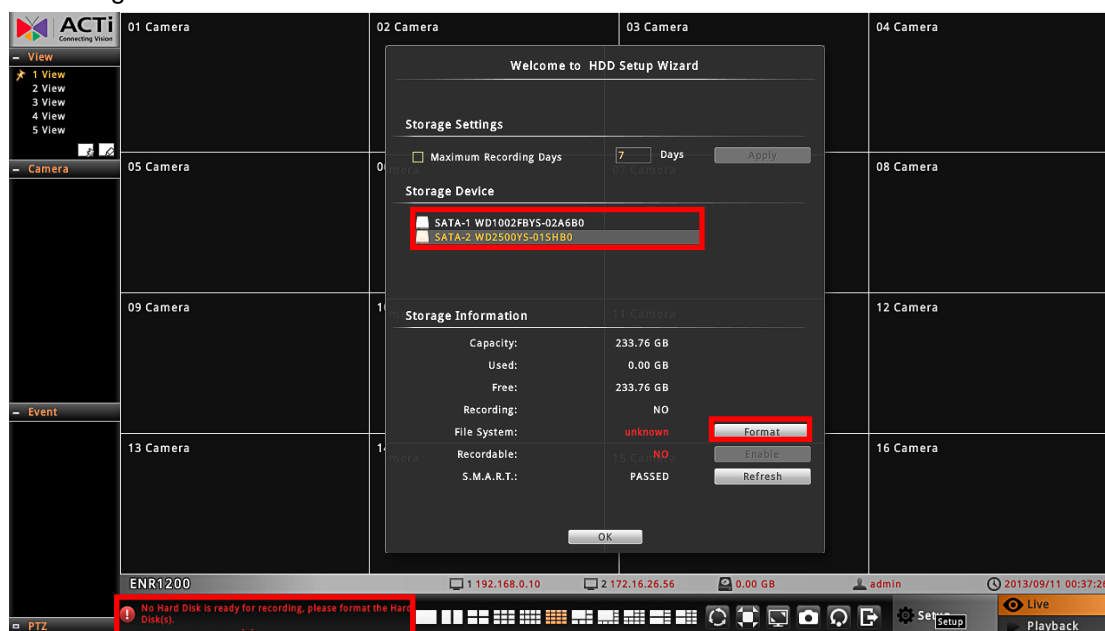 ACTi
Connecting Vision
View
1 View
2 View
3 View
4 View
5 View
Camera
Event
PTZ
01 Camera
02 Camera
03 Camera
04 Camera
05 Camera
07 Camera
08 Camera
09 Camera
11 Camera
12 Camera
13 Camera
15 Camera
16 Camera
Welcome to HDD Setup Wizard
Storage Settings
Maximum Recording Days 7 Days Apply
Storage Device
SATA-1 WD1002FBYS-02A6B0
SATA-2 WD2500YS-01SHB0
Storage Information
Capacity: 233.76 GB
Used: 0.00 GB
Free: 233.76 GB
Recording: NO
File System: unknown Format
Recordable: NO Enable
S.M.A.R.T.: PASSED Refresh
OK
ENR1200 1 192.168.0.10 2 172.16.26.56 0.00 GB admin 2013/09/11 00:37:26
No Hard Disk is ready for recording, please format the Hard
Disk(s).
Setup
Live
Playback